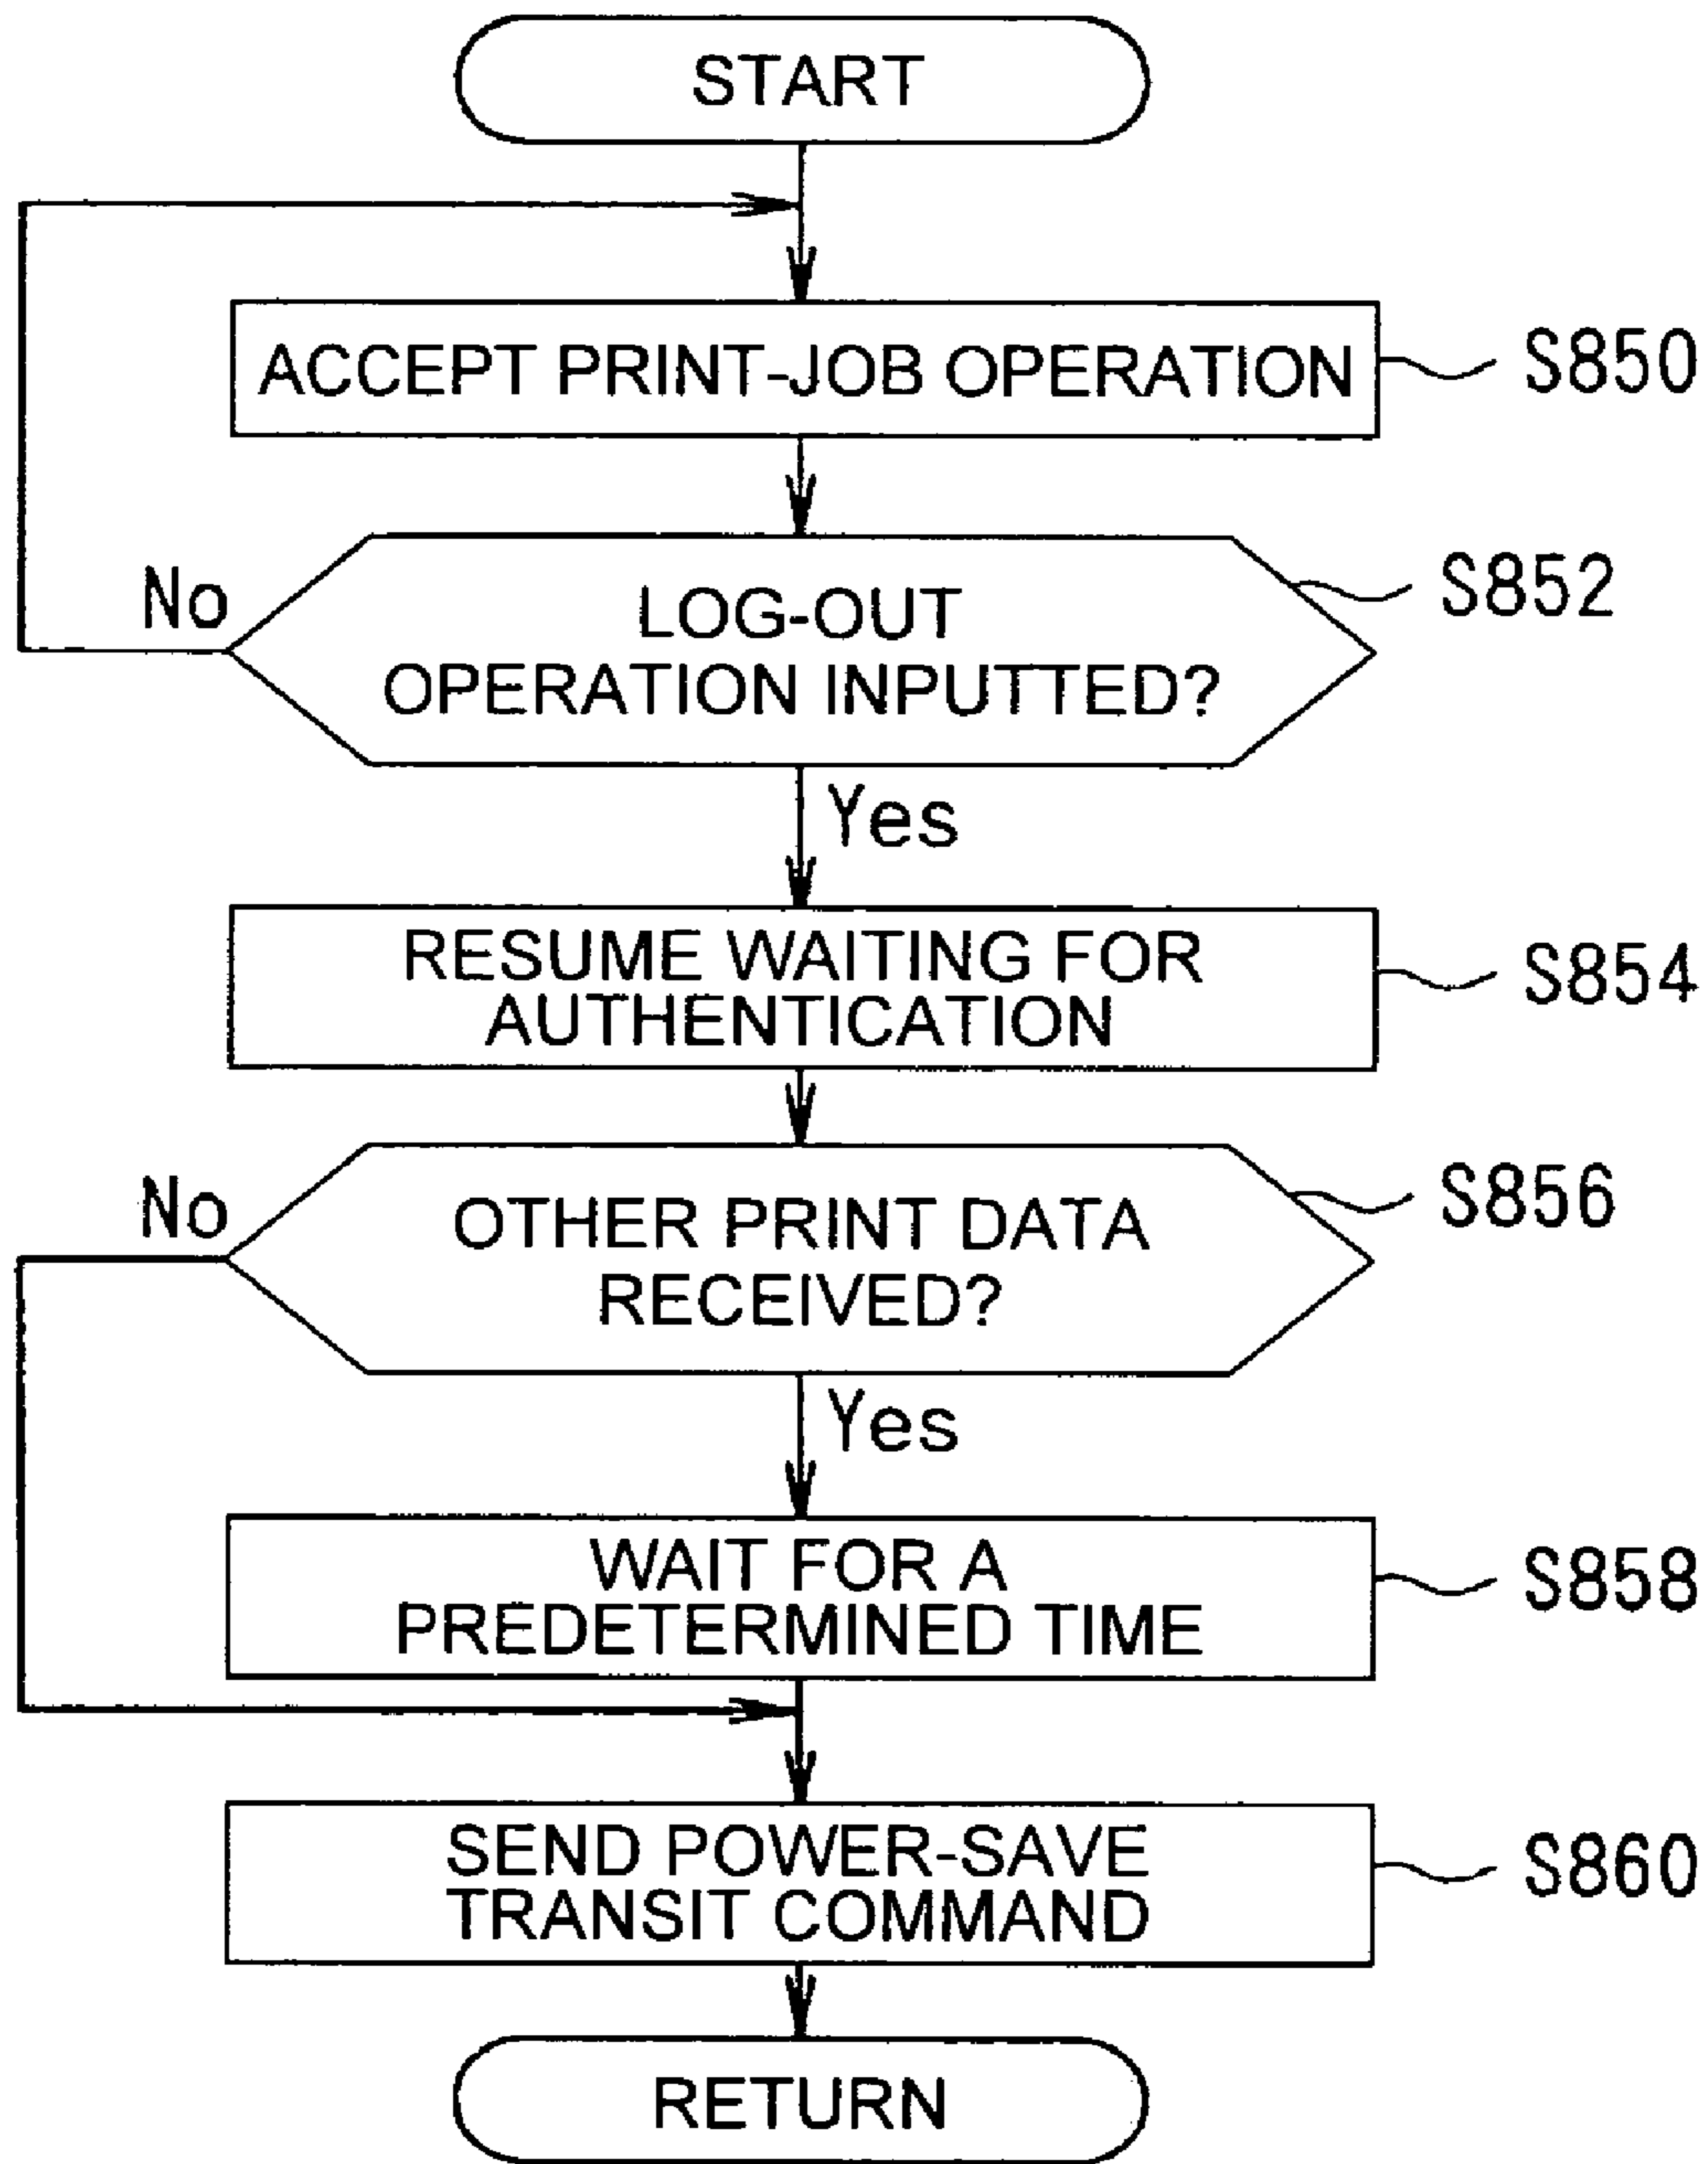 START
ACCEPT PRINT-JOB OPERATION
S850
LOG-OUT
OPERATION INPUTTED?
S852
No
Yes
RESUME WAITING FOR
AUTHENTICATION
S854
OTHER PRINT DATA
RECEIVED?
S856
No
Yes
WAIT FOR A
PREDETERMINED TIME
S858
SEND POWER-SAVE
TRANSIT COMMAND
S860
RETURN